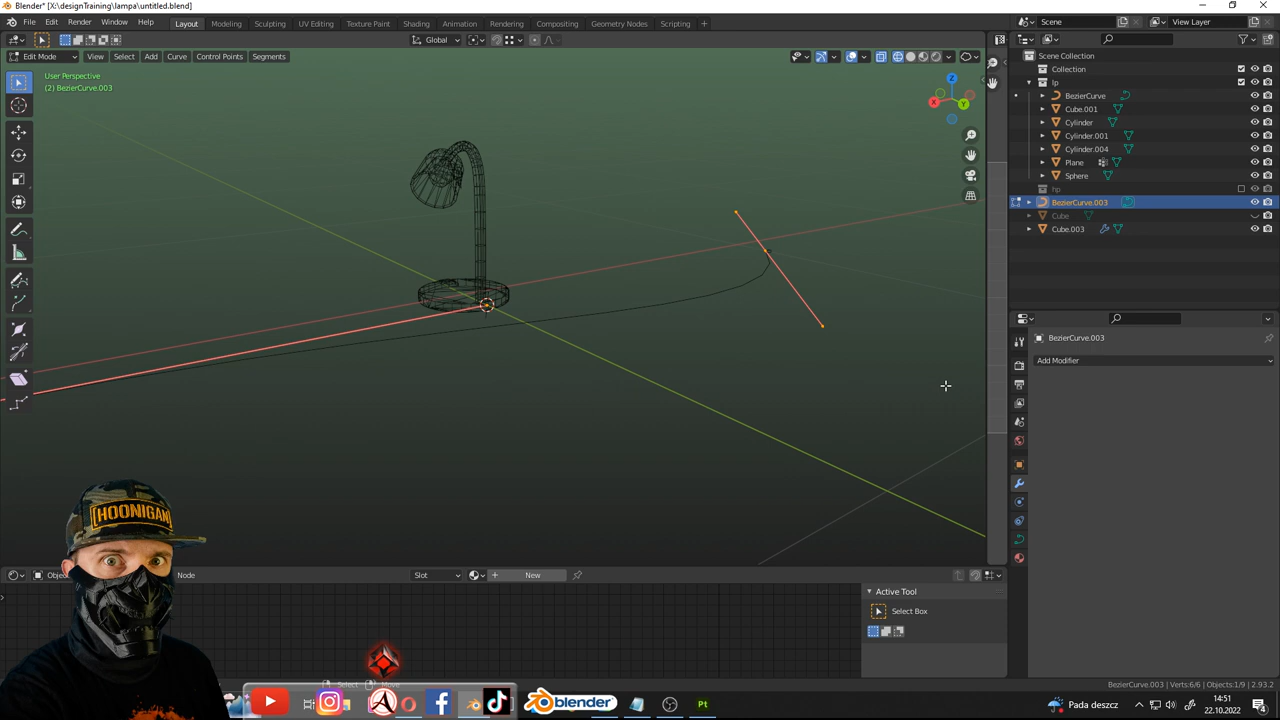 Blender* [X:\designTraining\lampa\untitled.blend]
File Edit Render Window Help Layout Modeling Sculpting UV Editing Texture Paint Shading Animation Rendering Compositing Geometry Nodes Scripting + Scene View Layer
Global
Edit Mode View Select Add Curve Control Points Segments
User Perspective
(2) BezierCurve.003
X Y Z
Scene Collection
Collection
lp
BezierCurve
Cube.001
Cylinder
Cylinder.001
Cylinder.004
Plane
Sphere
hp
BezierCurve.003
Cube
Cube.003
BezierCurve.003
Add Modifier
HOONIGAN
Object Node Slot New
Active Tool
Select Box
Select Move
BezierCurve.003 | Verts:6/6 | Objects:1/9 | 2.93.2
blender
Pt
Pada deszcz
14:51
22.10.2022